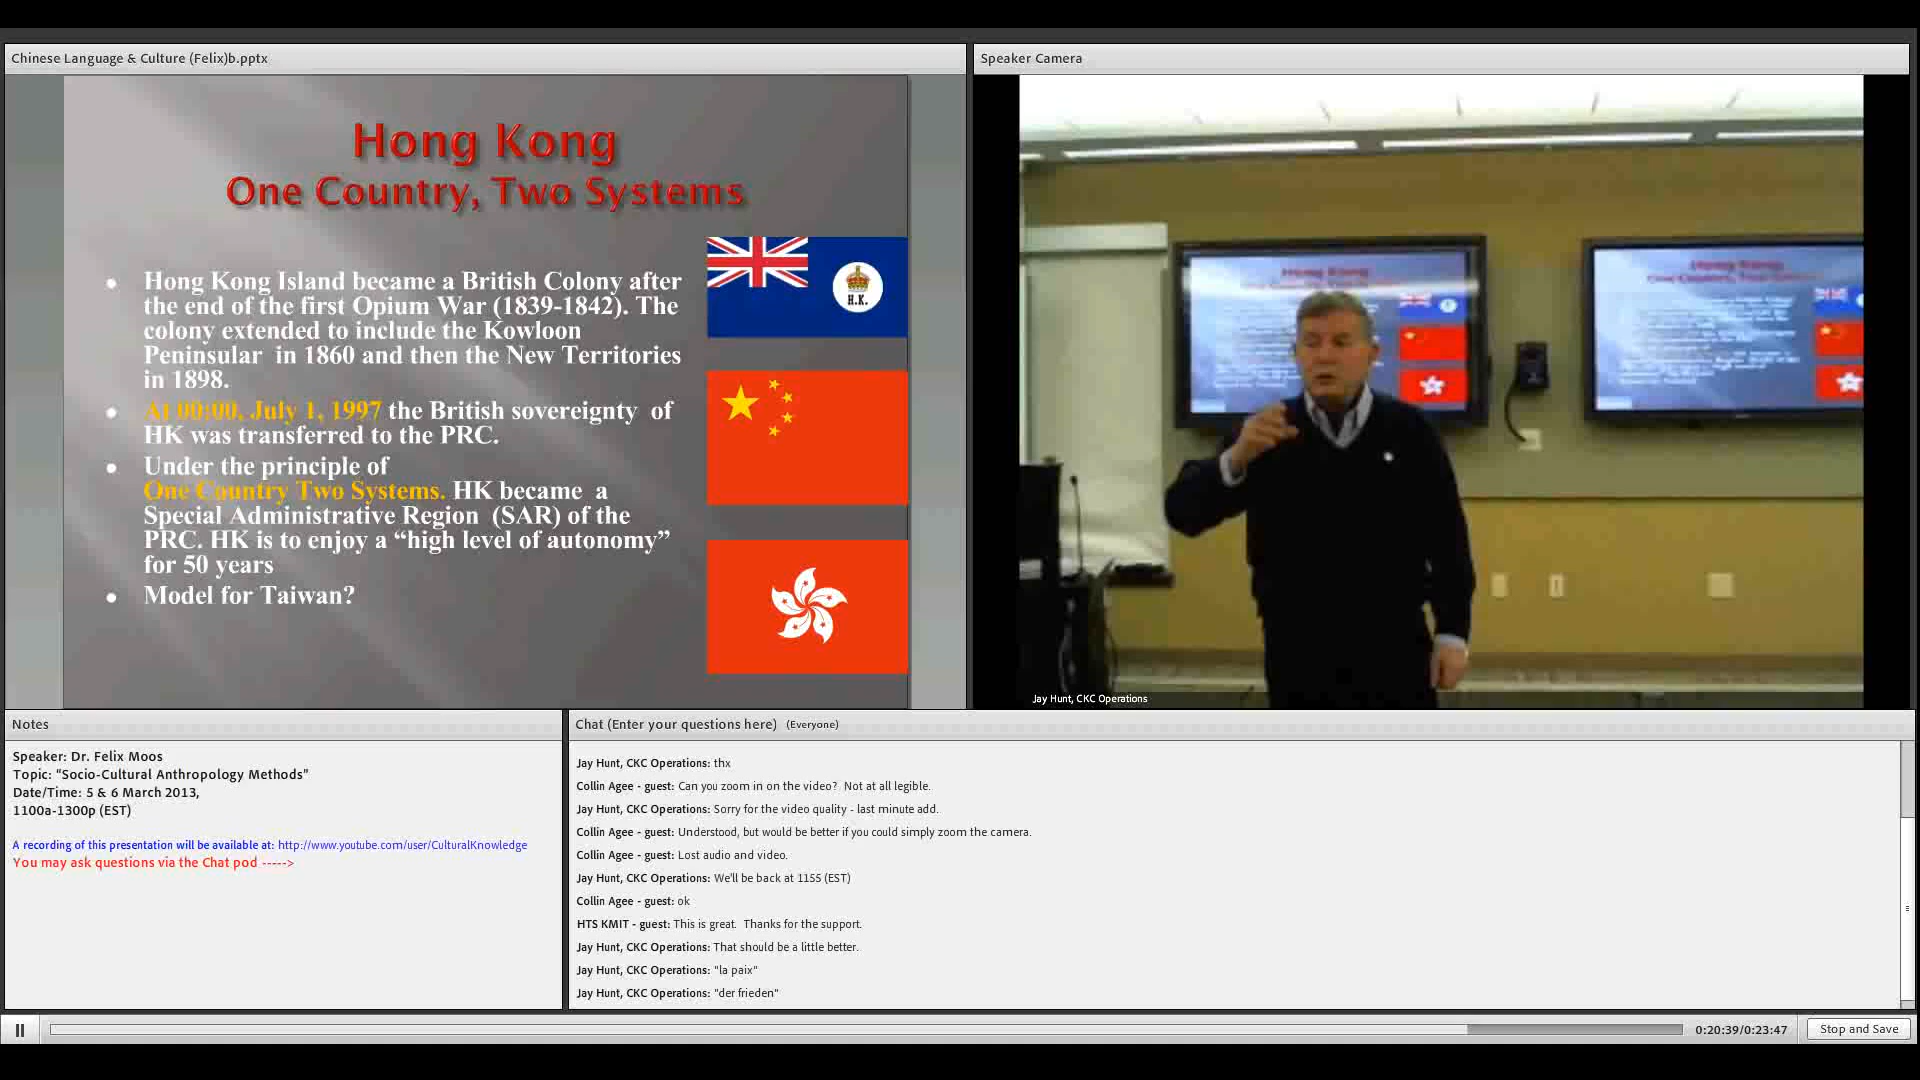 Chinese Language & Culture (Felix)b.pptx
Hong Kong
One Country, Two Systems
• Hong Kong Island became a British Colony after
the end of the first Opium War (1839-1842). The
colony extended to include the Kowloon
Peninsular in 1860 and then the New Territories
in 1898.
• At 00:00, July 1, 1997 the British sovereignty of
HK was transferred to the PRC.
• Under the principle of
One Country Two Systems. HK became a
Special Administrative Region (SAR) of the
PRC. HK is to enjoy a “high level of autonomy”
for 50 years
• Model for Taiwan?
H.K.
Speaker Camera
Hong Kong
One Country, Two Systems
Hong Kong
One Country, Two Systems
Jay Hunt, CKC Operations
Notes
Speaker: Dr. Felix Moos
Topic: "Socio-Cultural Anthropology Methods"
Date/Time: 5 & 6 March 2013,
1100a-1300p (EST)
A recording of this presentation will be available at: http://www.youtube.com/user/CulturalKnowledge
You may ask questions via the Chat pod ----->
Chat (Enter your questions here) (Everyone)
Jay Hunt, CKC Operations: thx
Collin Agee - guest: Can you zoom in on the video? Not at all legible.
Jay Hunt, CKC Operations: Sorry for the video quality - last minute add.
Collin Agee - guest: Understood, but would be better if you could simply zoom the camera.
Collin Agee - guest: Lost audio and video.
Jay Hunt, CKC Operations: We'll be back at 1155 (EST)
Collin Agee - guest: ok
HTS KMIT - guest: This is great. Thanks for the support.
Jay Hunt, CKC Operations: That should be a little better.
Jay Hunt, CKC Operations: "la paix"
Jay Hunt, CKC Operations: "der frieden"
0:20:39/0:23:47
Stop and Save